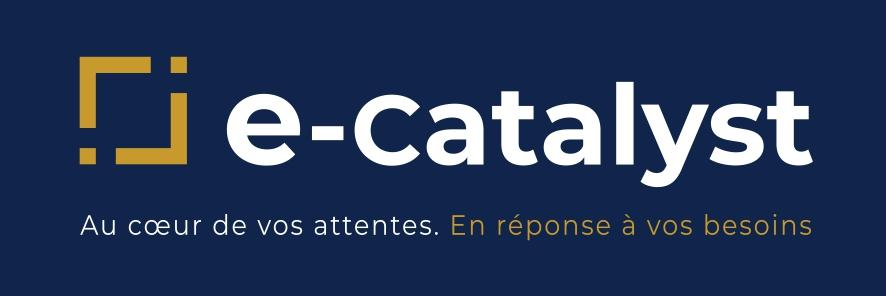 e-catalyst
Au cœur de vos attentes. En réponse à vos besoins